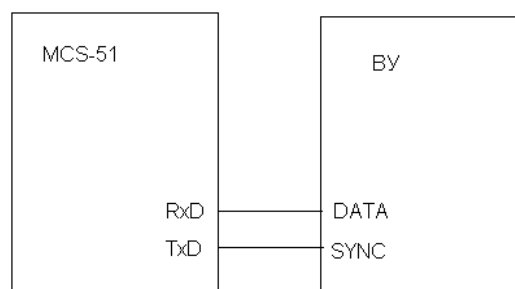 MCS-51
ВУ
RxD
DATA
TxD
SYNC